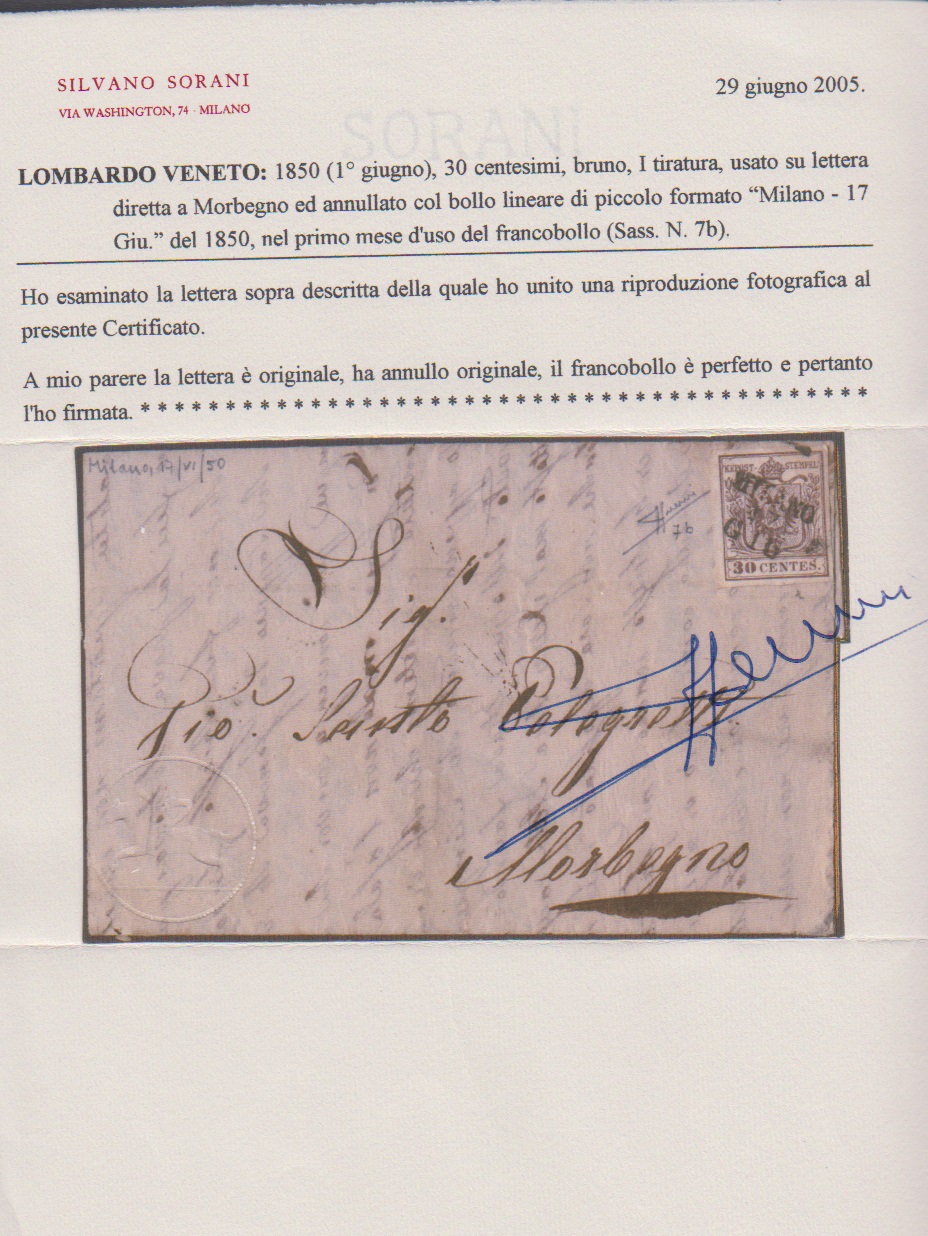 SILVANO SORANI
VIA WASHINGTON, 74 - MILANO
29 giugno 2005.
SORANI
LOMBARDO VENETO: 1850 (1° giugno), 30 centesimi, bruno, I tiratura, usato su lettera
diretta a Morbegno ed annullato col bollo lineare di piccolo formato “Milano - 17
Giu.” del 1850, nel primo mese d'uso del francobollo (Sass. N. 7b).
Ho esaminato la lettera sopra descritta della quale ho unito una riproduzione fotografica al
presente Certificato.
A mio parere la lettera è originale, ha annullo originale, il francobollo è perfetto e pertanto
l'ho firmata. * * * * * * * * * * * * * * * * * * * * * * * * * * * * * * * * * * * * * * * * * * *
Milano, 17/VI/50
KAIS. KÖN. STEMPEL
MILANO
GIU
30 CENTES.
7b
Sig.r
Morbegno